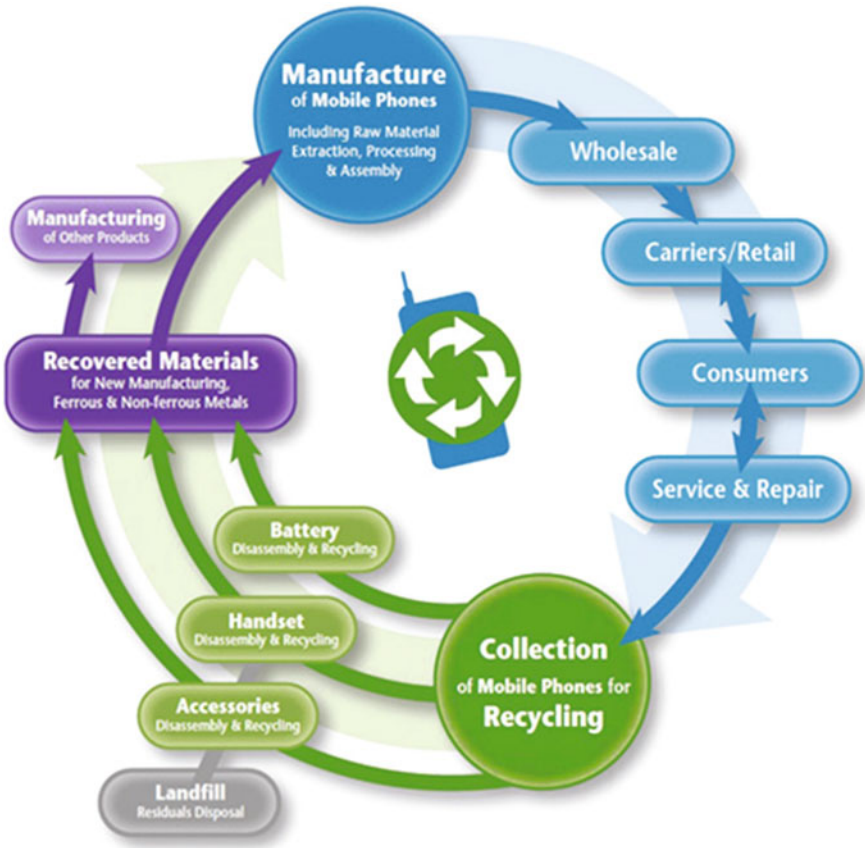 Manufacture
of Mobile Phones
Including Raw Material
Extraction, Processing
& Assembly
Wholesale
Carriers/Retail
Consumers
Service & Repair
Collection
of Mobile Phones for
Recycling
Battery
Disassembly & Recycling
Handset
Disassembly & Recycling
Accessories
Disassembly & Recycling
Landfill
Residuals Disposal
Recovered Materials
for New Manufacturing,
Ferrous & Non-ferrous Metals
Manufacturing
of Other Products